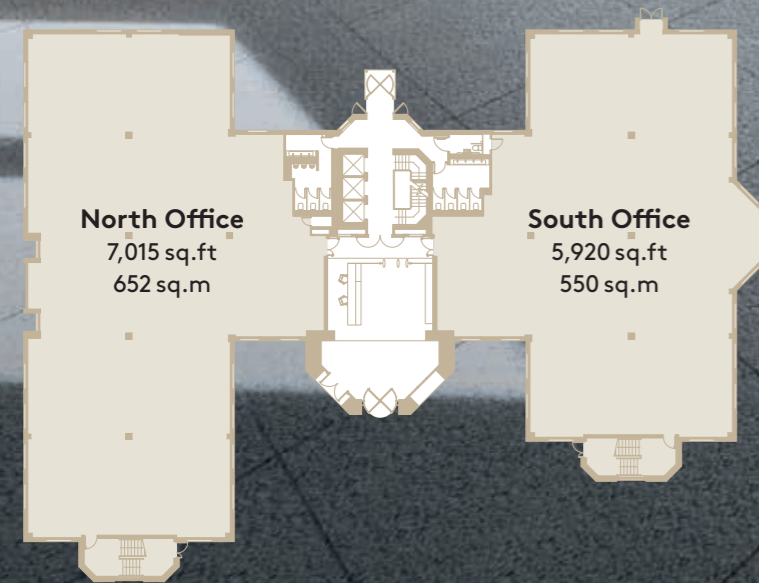 North Office
7,015 sq.ft
652 sq.m
South Office
5,920 sq.ft
550 sq.m